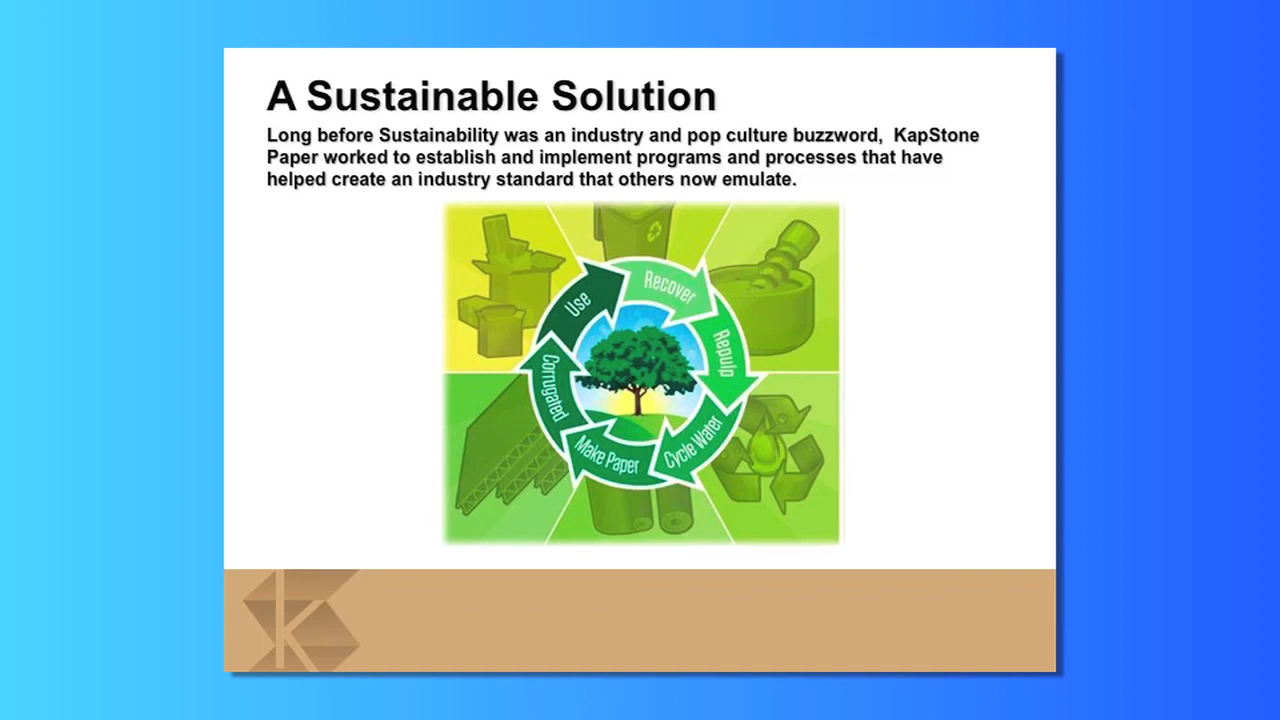 A Sustainable Solution
Long before Sustainability was an industry and pop culture buzzword,  KapStone
Paper worked to establish and implement programs and processes that have
helped create an industry standard that others now emulate.
Recover
Repulp
Cycle Water
Make Paper
Corrugated
Use
K